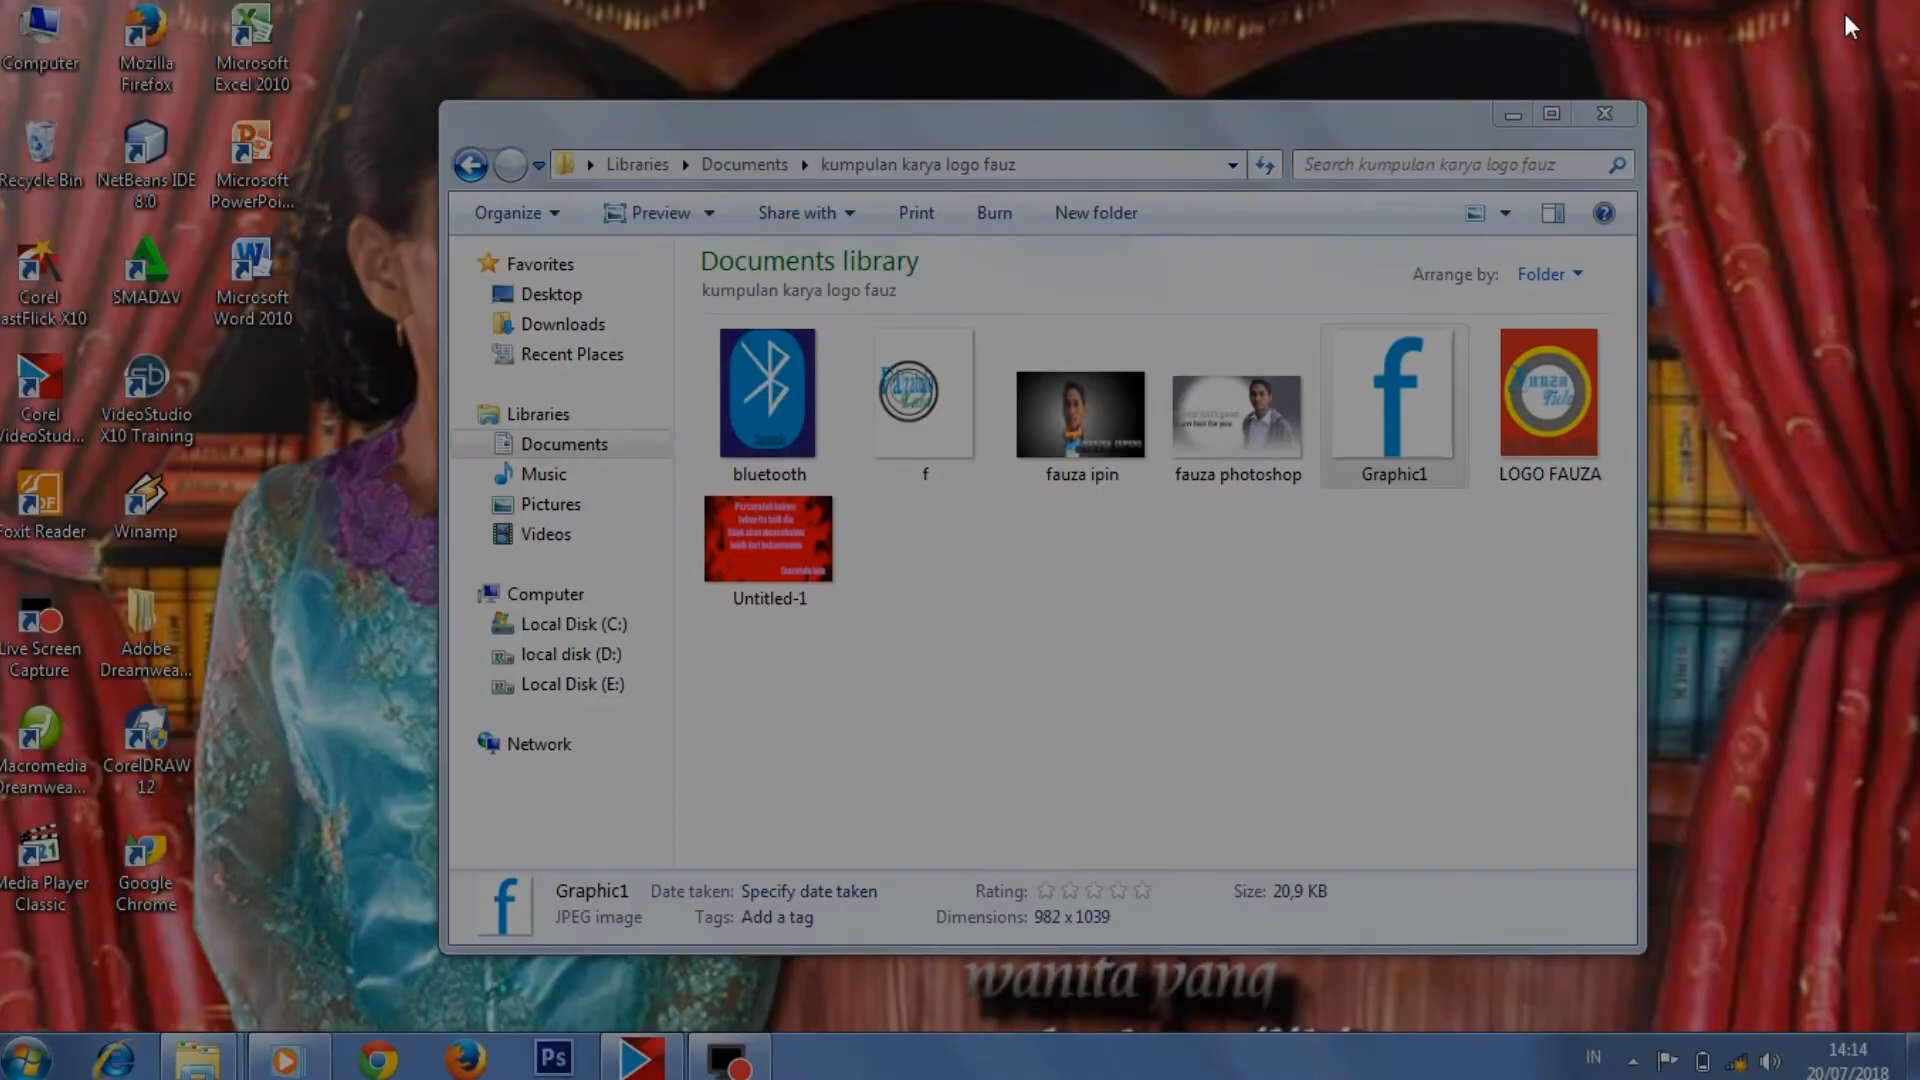 Computer
Mozilla
Firefox
Microsoft
Excel 2010
Recycle Bin
NetBeans IDE
8.0
Microsoft
PowerPoi...
Corel
astFlick X10
SMADΔV
Microsoft
Word 2010
Corel
VideoStud...
VideoStudio
X10 Training
Foxit Reader
Winamp
Live Screen
Capture
Adobe
Dreamwea...
Macromedia
Dreamwea...
CorelDRAW
12
Media Player
Classic
Google
Chrome
Libraries
Documents
kumpulan karya logo fauz
Search kumpulan karya logo fauz
Organize
Preview
Share with
Print
Burn
New folder
Favorites
Desktop
Downloads
Recent Places
Libraries
Documents
Music
Pictures
Videos
Computer
Local Disk (C:)
local disk (D:)
Local Disk (E:)
Network
Documents library
kumpulan karya logo fauz
Arrange by: Folder
bluetooth
f
fauza ipin
fauza photoshop
Graphic1
LOGO FAUZA
Untitled-1
Graphic1 Date taken: Specify date taken Rating: Size: 20,9 KB
JPEG image Tags: Add a tag Dimensions: 982 x 1039
wanita yang
Ps
IN
14:14
20/07/2018